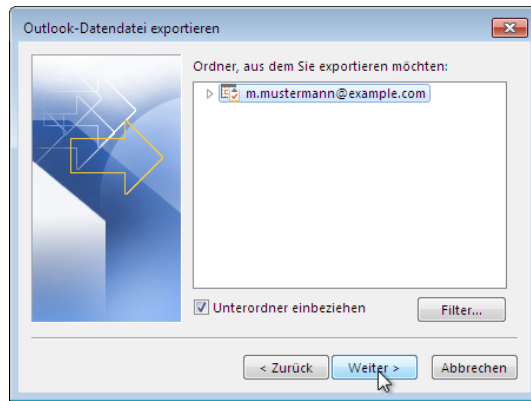 Outlook-Datendatei exportieren
Ordner, aus dem Sie exportieren möchten:
m.mustermann@example.com
Unterordner einbeziehen
Filter...
< Zurück
Weiter >
Abbrechen